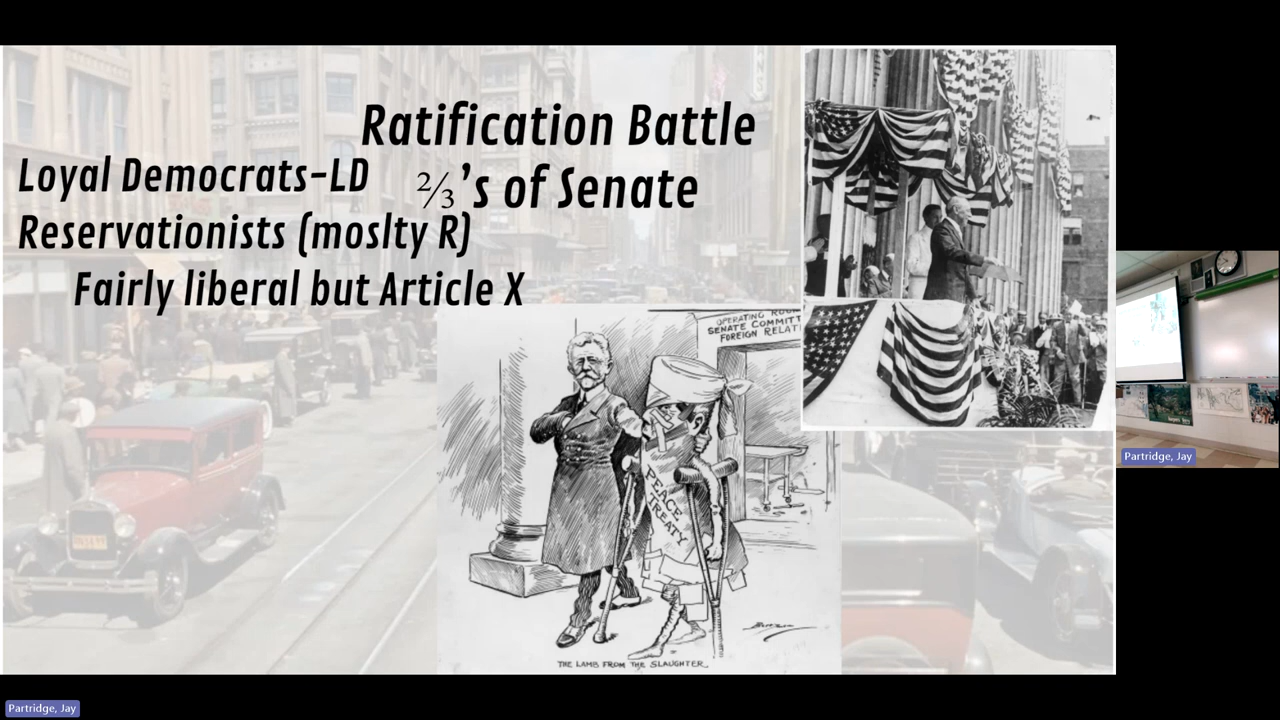 Ratification Battle
⅔'s of Senate
Loyal Democrats-LD
Reservationists (moslty R)
Fairly liberal but Article X
OPERATING ROOM
SENATE COMMITT
FOREIGN RELATI
PEACE
TREATY
THE LAMB FROM THE SLAUGHTER
Partridge, Jay
Partridge, Jay